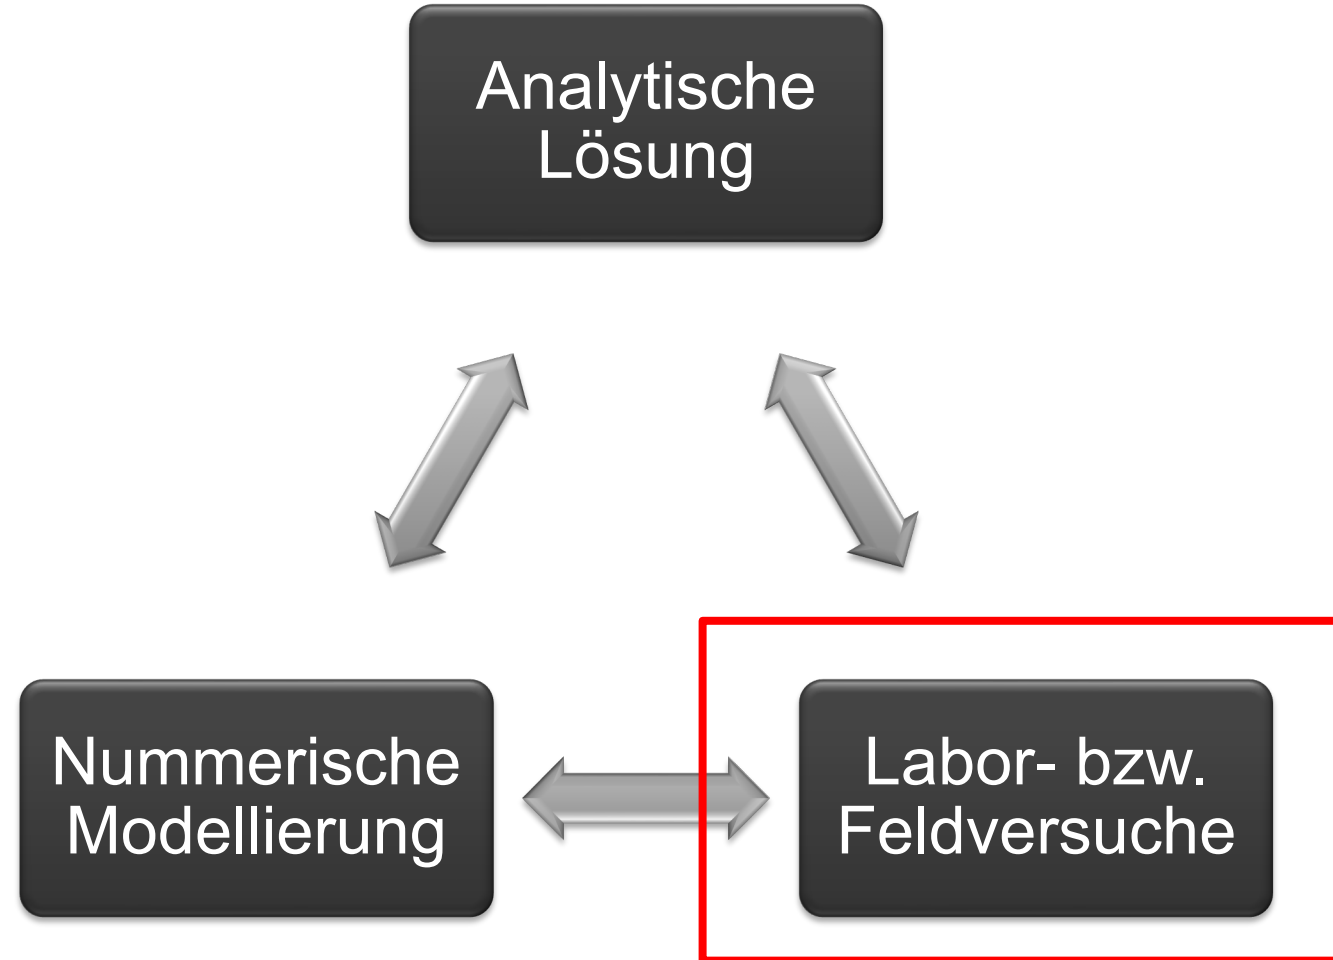 Analytische
Lösung
Nummerische
Modellierung
Labor- bzw.
Feldversuche